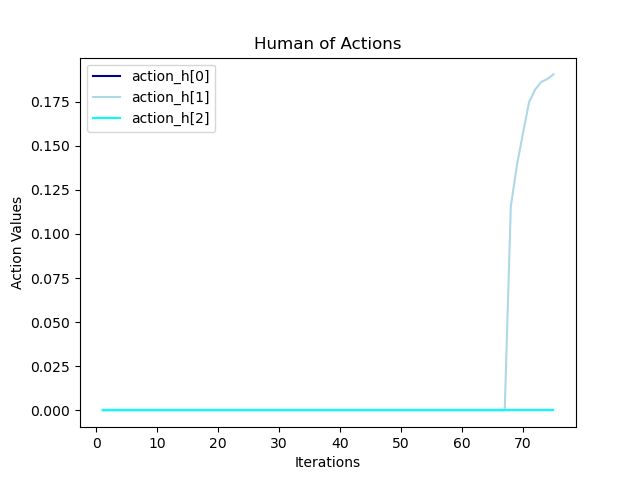 Human of Actions
action_h[0]
action_h[1]
action_h[2]
0.175
0.150
0.125
0.100
0.075
0.050
0.025
0.000
Action Values
0 10 20 30 40 50 60 70
Iterations